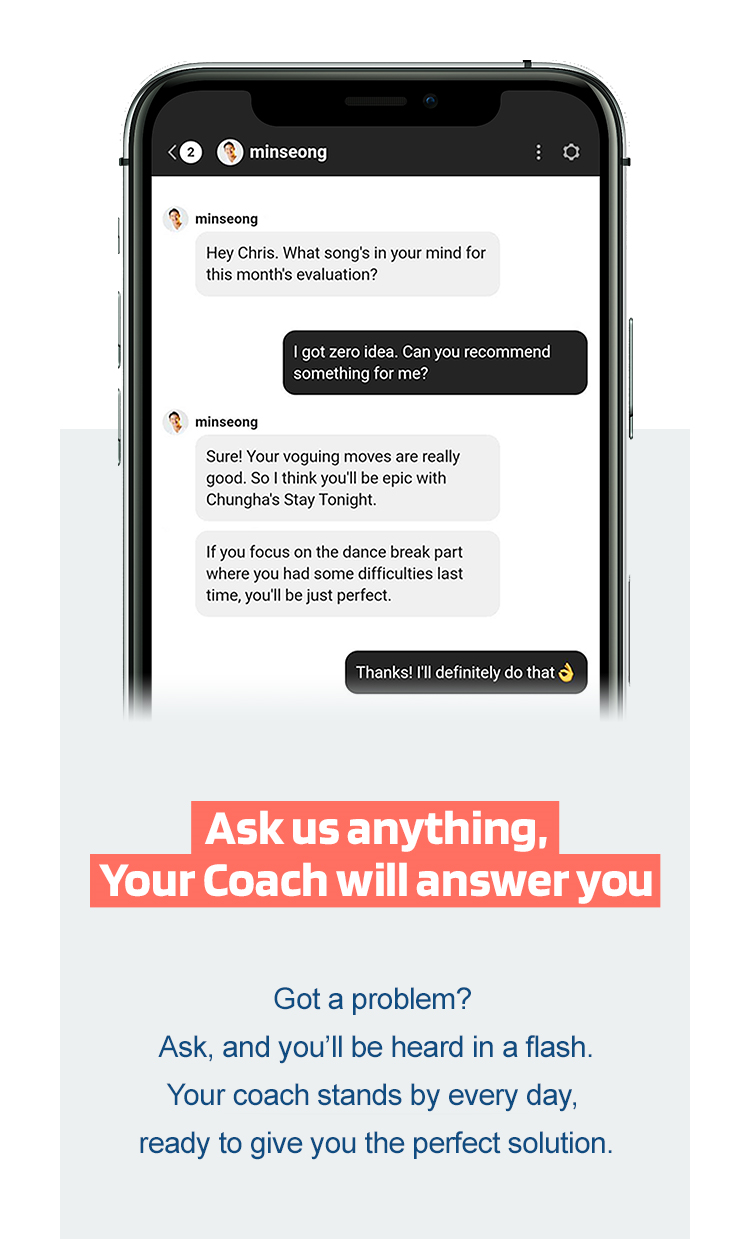 2
minseong
minseong
Hey Chris. What song's in your mind for
this month's evaluation?
I got zero idea. Can you recommend
something for me?
minseong
Sure! Your voguing moves are really
good. So I think you'll be epic with
Chungha's Stay Tonight.
If you focus on the dance break part
where you had some difficulties last
time, you'll be just perfect.
Thanks! I'll definitely do that👌
Ask us anything,
Your Coach will answer you
Got a problem?
Ask, and you’ll be heard in a flash.
Your coach stands by every day,
ready to give you the perfect solution.